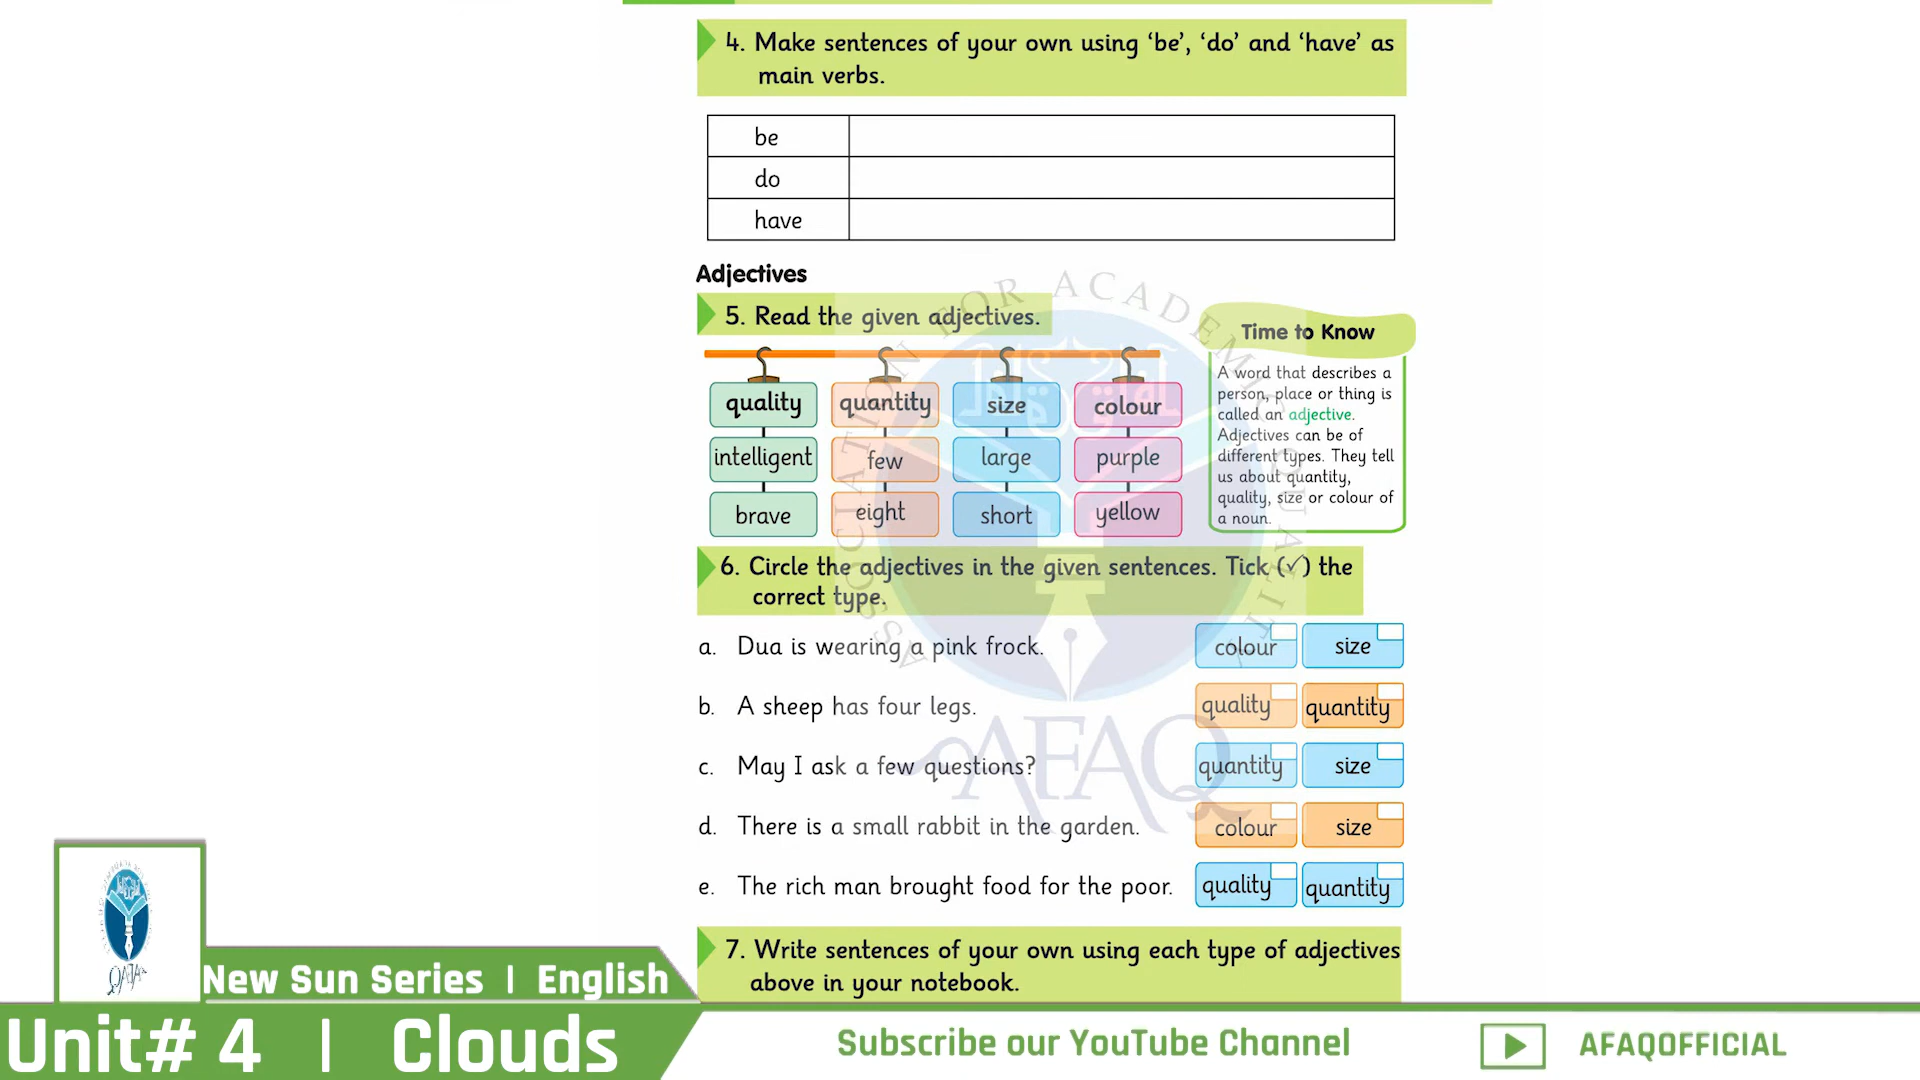 4. Make sentences of your own using ‘be’, ‘do’ and ‘have’ as
main verbs.
be
do
have
Adjectives
5. Read the given adjectives.
quality quantity size colour
intelligent few large purple
brave eight short yellow
Time to Know
A word that describes a
person, place or thing is
called an adjective.
Adjectives can be of
different types. They tell
us about quantity,
quality, size or colour of
a noun.
6. Circle the adjectives in the given sentences. Tick (✓) the
correct type.
a. Dua is wearing a pink frock. colour size
b. A sheep has four legs. quality quantity
c. May I ask a few questions? quantity size
d. There is a small rabbit in the garden. colour size
e. The rich man brought food for the poor. quality quantity
7. Write sentences of your own using each type of adjectives
above in your notebook.
ASSOCIATION FOR ACADEMIC QUALITY
AFAQ
AFAQ
New Sun Series | English
Unit# 4 | Clouds
Subscribe our YouTube Channel
AFAQOFFICIAL